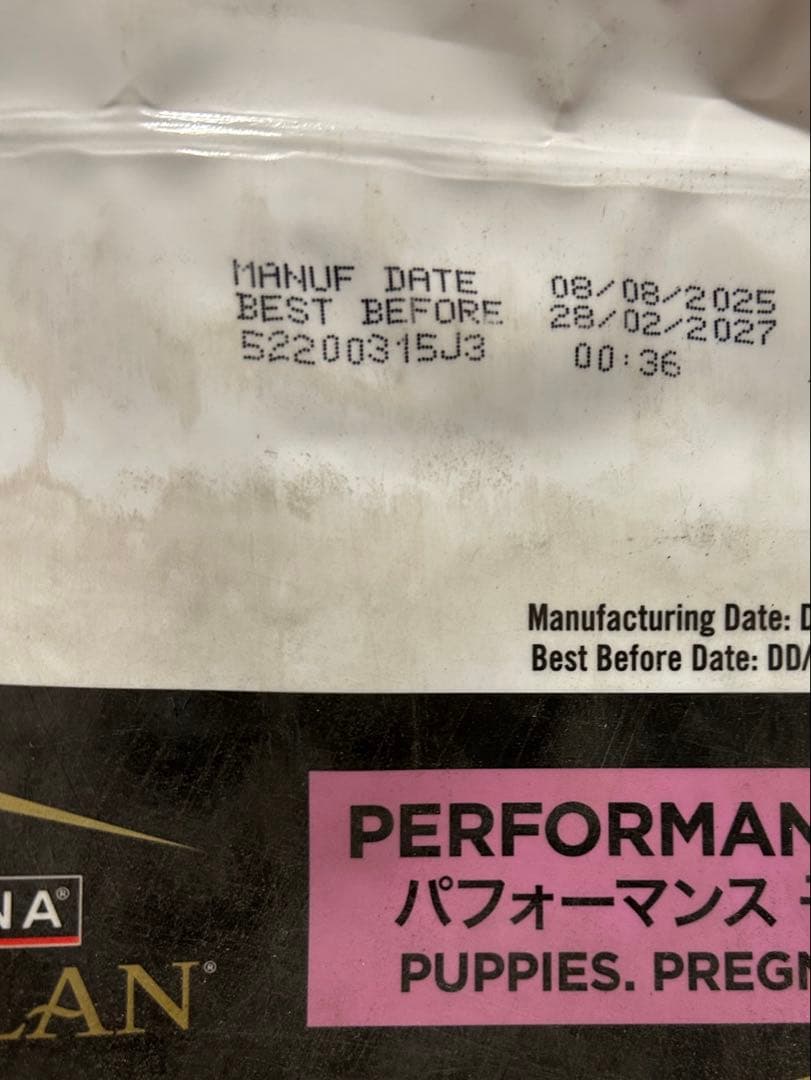 MANUF DATE 08/08/2025
BEST BEFORE 28/02/2027
52200315J3 00:36
Manufacturing Date: D
Best Before Date: DD/
PERFORMAN
パフォーマンス
PUPPIES. PREGN
NA®
LAN®